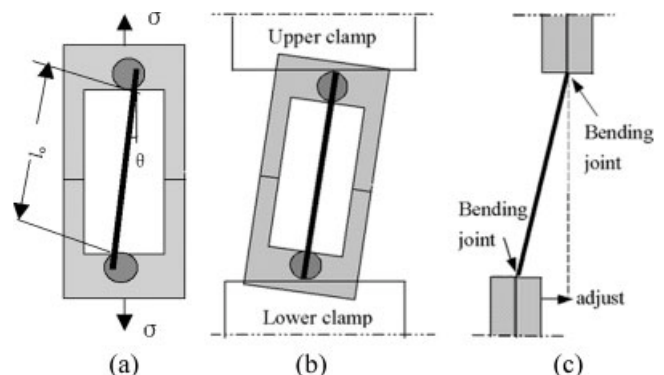 σ
Upper clamp
l₀
θ
Bending
joint
Bending
joint
adjust
σ
Lower clamp
(a)
(b)
(c)